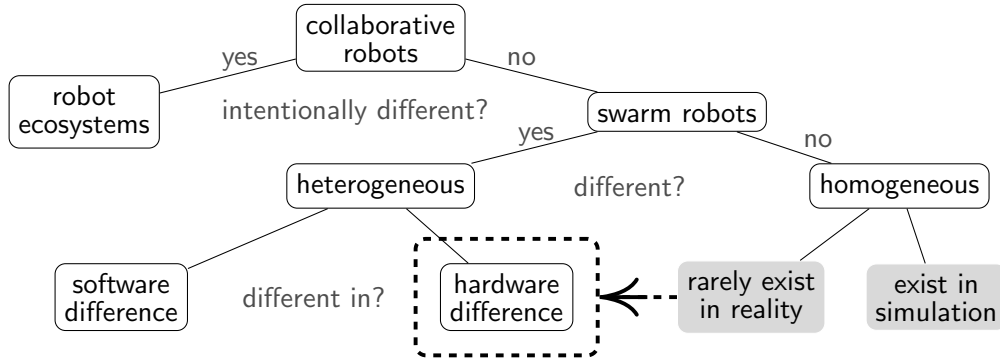 collaborative
robots
yes
no
robot
ecosystems
intentionally different?
swarm robots
yes
no
heterogeneous
different?
homogeneous
software
difference
different in?
hardware
difference
rarely exist
in reality
exist in
simulation